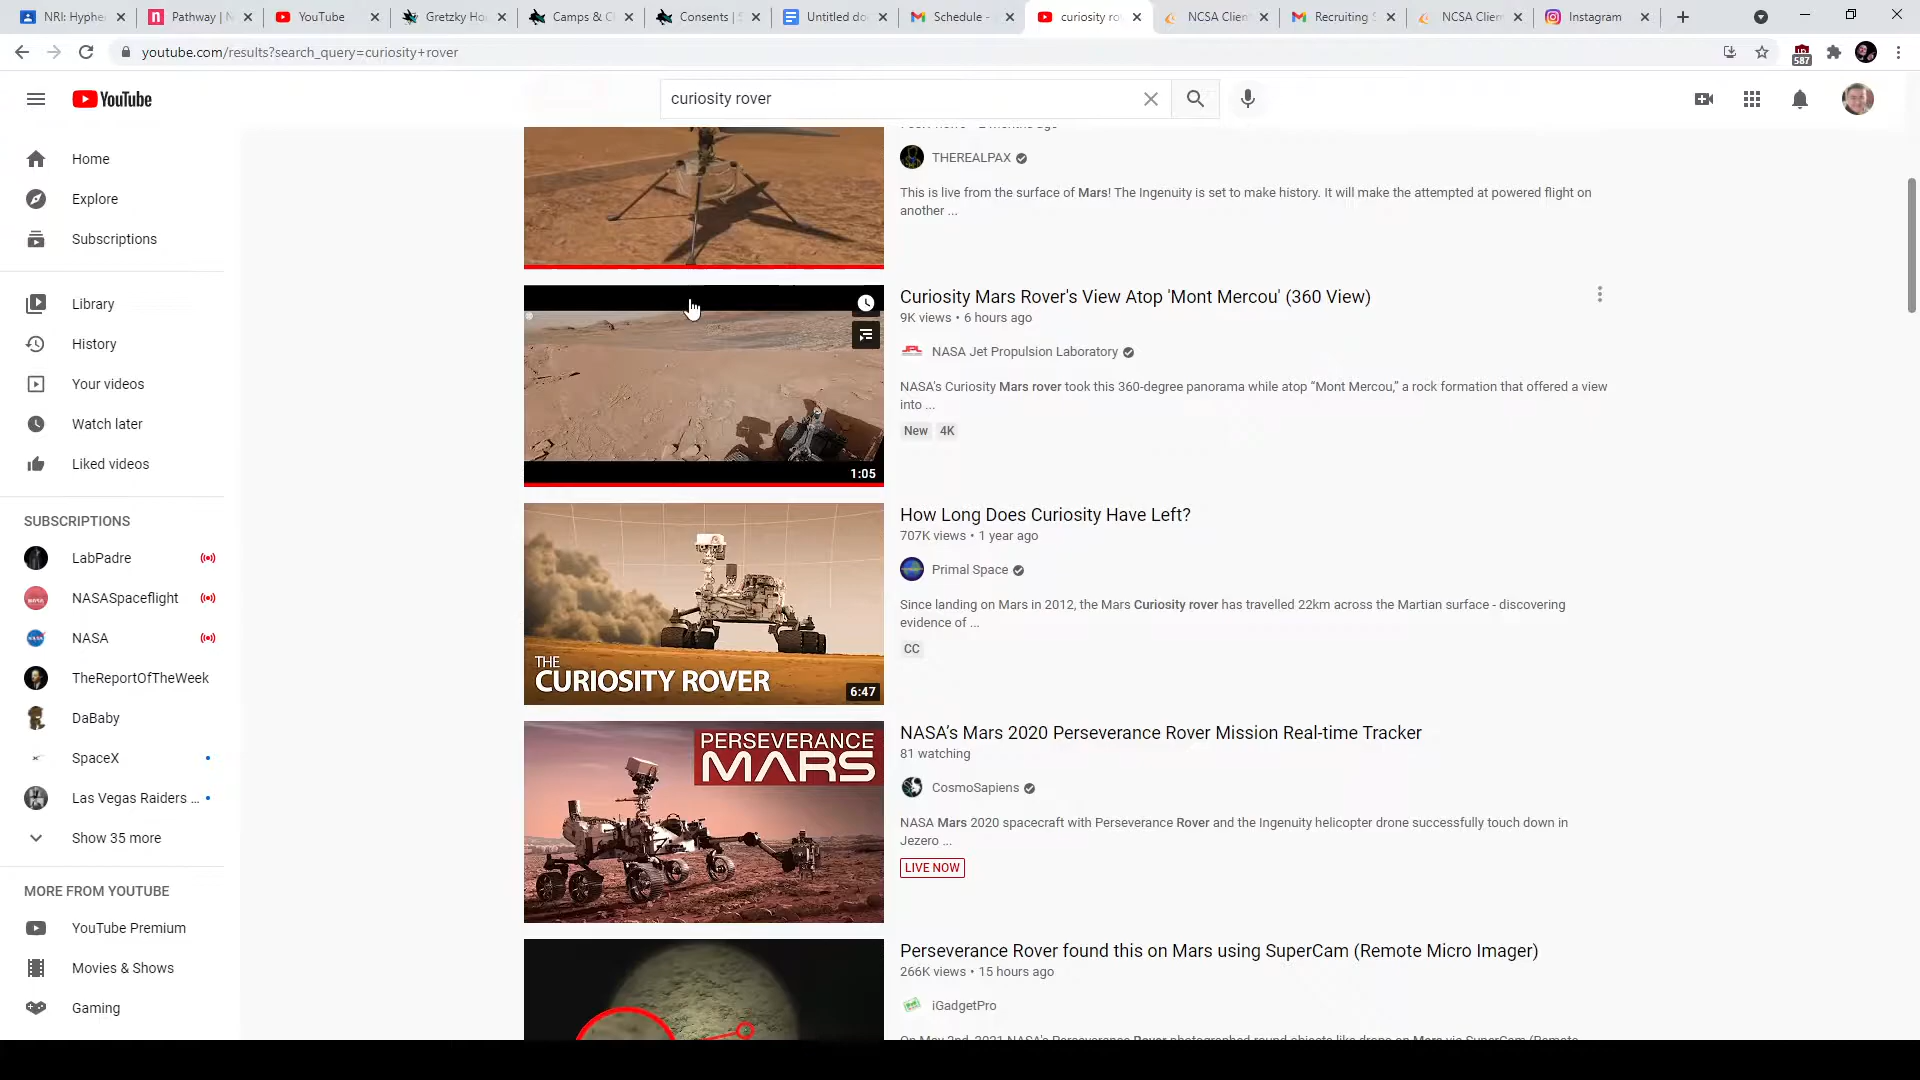 NRI: Hyphe
Pathway | N
YouTube
Gretzky Ho
Camps & C
Consents | S
Untitled do
Schedule -
curiosity ro
NCSA Clien
Recruiting S
NCSA Clien
Instagram
youtube.com/results?search_query=curiosity+rover
587
YouTube
curiosity rover
Home
Explore
Subscriptions
Library
History
Your videos
Watch later
Liked videos
SUBSCRIPTIONS
LabPadre
NASASpaceflight
NASA
TheReportOfTheWeek
DaBaby
SpaceX
Las Vegas Raiders ...
Show 35 more
MORE FROM YOUTUBE
YouTube Premium
Movies & Shows
Gaming
THEREALPAX
This is live from the surface of Mars! The Ingenuity is set to make history. It will make the attempted at powered flight on
another ...
1:05
Curiosity Mars Rover's View Atop 'Mont Mercou' (360 View)
9K views • 6 hours ago
NASA Jet Propulsion Laboratory
NASA's Curiosity Mars rover took this 360-degree panorama while atop “Mont Mercou,” a rock formation that offered a view
into ...
New 4K
THE
CURIOSITY ROVER
6:47
How Long Does Curiosity Have Left?
707K views • 1 year ago
Primal Space
Since landing on Mars in 2012, the Mars Curiosity rover has travelled 22km across the Martian surface - discovering
evidence of ...
CC
PERSEVERANCE
MARS
NASA’s Mars 2020 Perseverance Rover Mission Real-time Tracker
81 watching
CosmoSapiens
NASA Mars 2020 spacecraft with Perseverance Rover and the Ingenuity helicopter drone successfully touch down in
Jezero ...
LIVE NOW
Perseverance Rover found this on Mars using SuperCam (Remote Micro Imager)
266K views • 15 hours ago
iGadgetPro